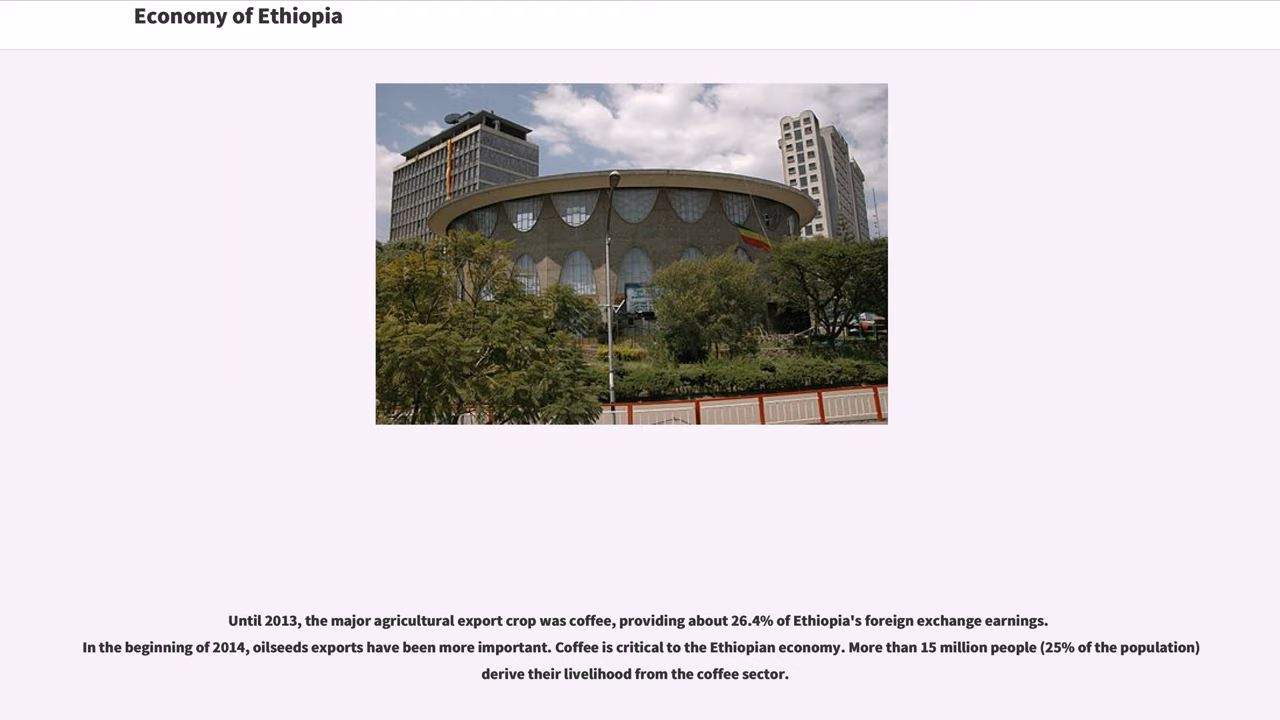 Economy of Ethiopia
Until 2013, the major agricultural export crop was coffee, providing about 26.4% of Ethiopia's foreign exchange earnings.
In the beginning of 2014, oilseeds exports have been more important. Coffee is critical to the Ethiopian economy. More than 15 million people (25% of the population)
derive their livelihood from the coffee sector.